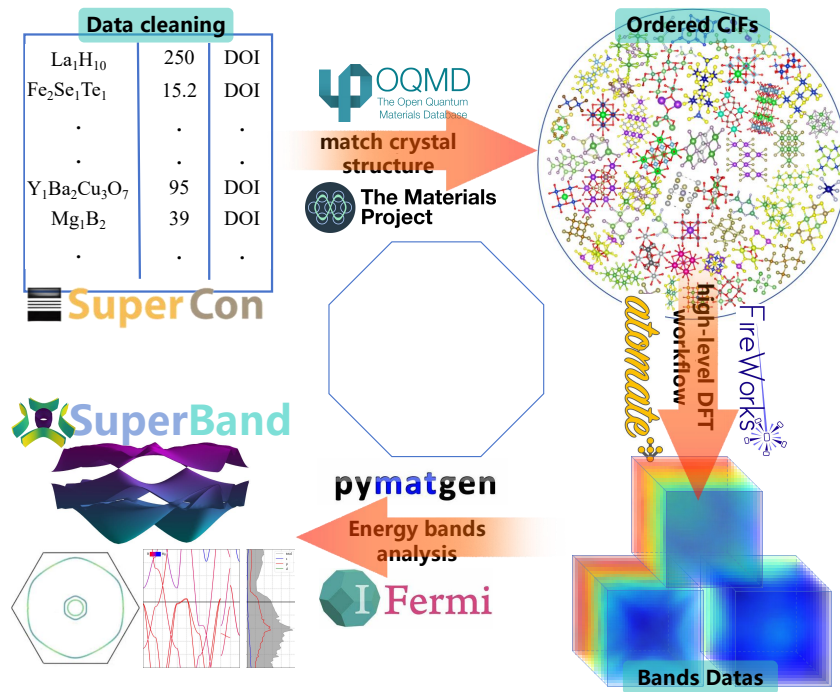 Data cleaning
La₁H₁₀ 250 DOI
Fe₂Se₁Te₁ 15.2 DOI
. . .
. . .
Y₁Ba₂Cu₃O₇ 95 DOI
Mg₁B₂ 39 DOI
. . .
SuperCon
OQMD
The Open Quantum
Materials Database
match crystal
structure
The Materials
Project
Ordered CIFs
atomate
high-level DFT
workflow
FireWorks
Bands Datas
pymatgen
Energy bands
analysis
IFermi
SuperBand